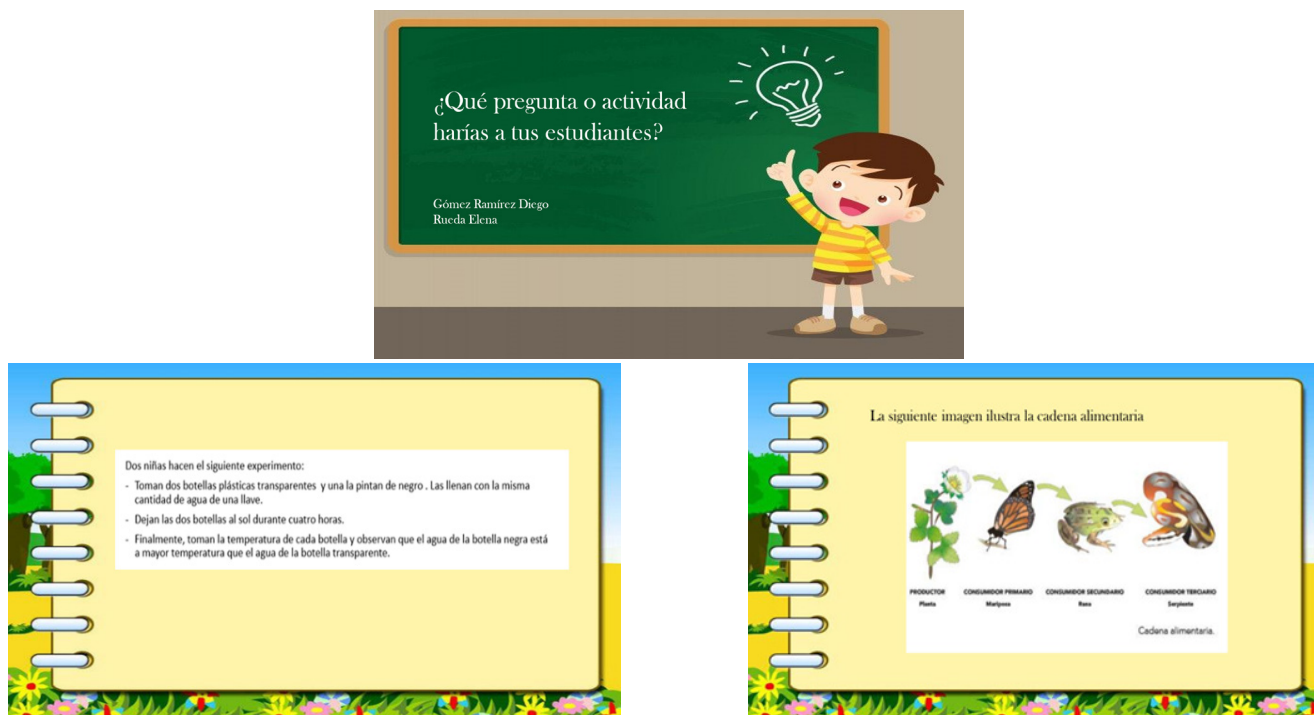 ¿Qué pregunta o actividad
harías a tus estudiantes?
Gómez Ramírez Diego
Rueda Elena
Dos niñas hacen el siguiente experimento:
- Toman dos botellas plásticas transparentes y una la pintan de negro . Las llenan con la misma
cantidad de agua de una llave.
- Dejan las dos botellas al sol durante cuatro horas.
- Finalmente, toman la temperatura de cada botella y observan que el agua de la botella negra está
a mayor temperatura que el agua de la botella transparente.
La siguiente imagen ilustra la cadena alimentaria
PRODUCTOR CONSUMIDOR PRIMARIO CONSUMIDOR SECUNDARIO CONSUMIDOR TERCIARIO
Planta Mariposa Rana Serpiente
Cadena alimentaria.